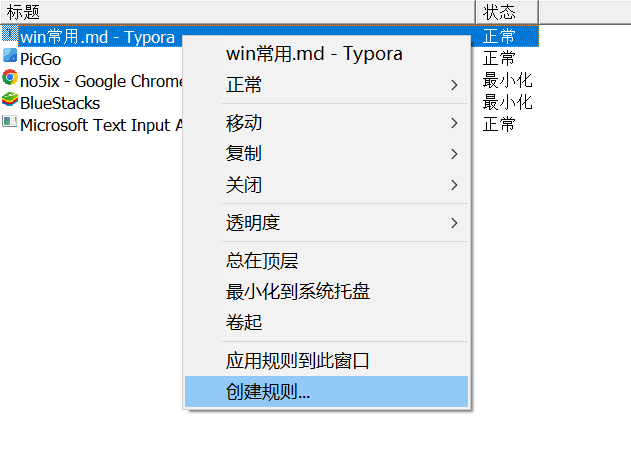 标题 状态
win常用.md - Typora 正常
PicGo 正常
no5ix - Google Chrome 最小化
BlueStacks 最小化
Microsoft Text Input A 正常
win常用.md - Typora
正常
移动
复制
关闭
透明度
总在顶层
最小化到系统托盘
卷起
应用规则到此窗口
创建规则...